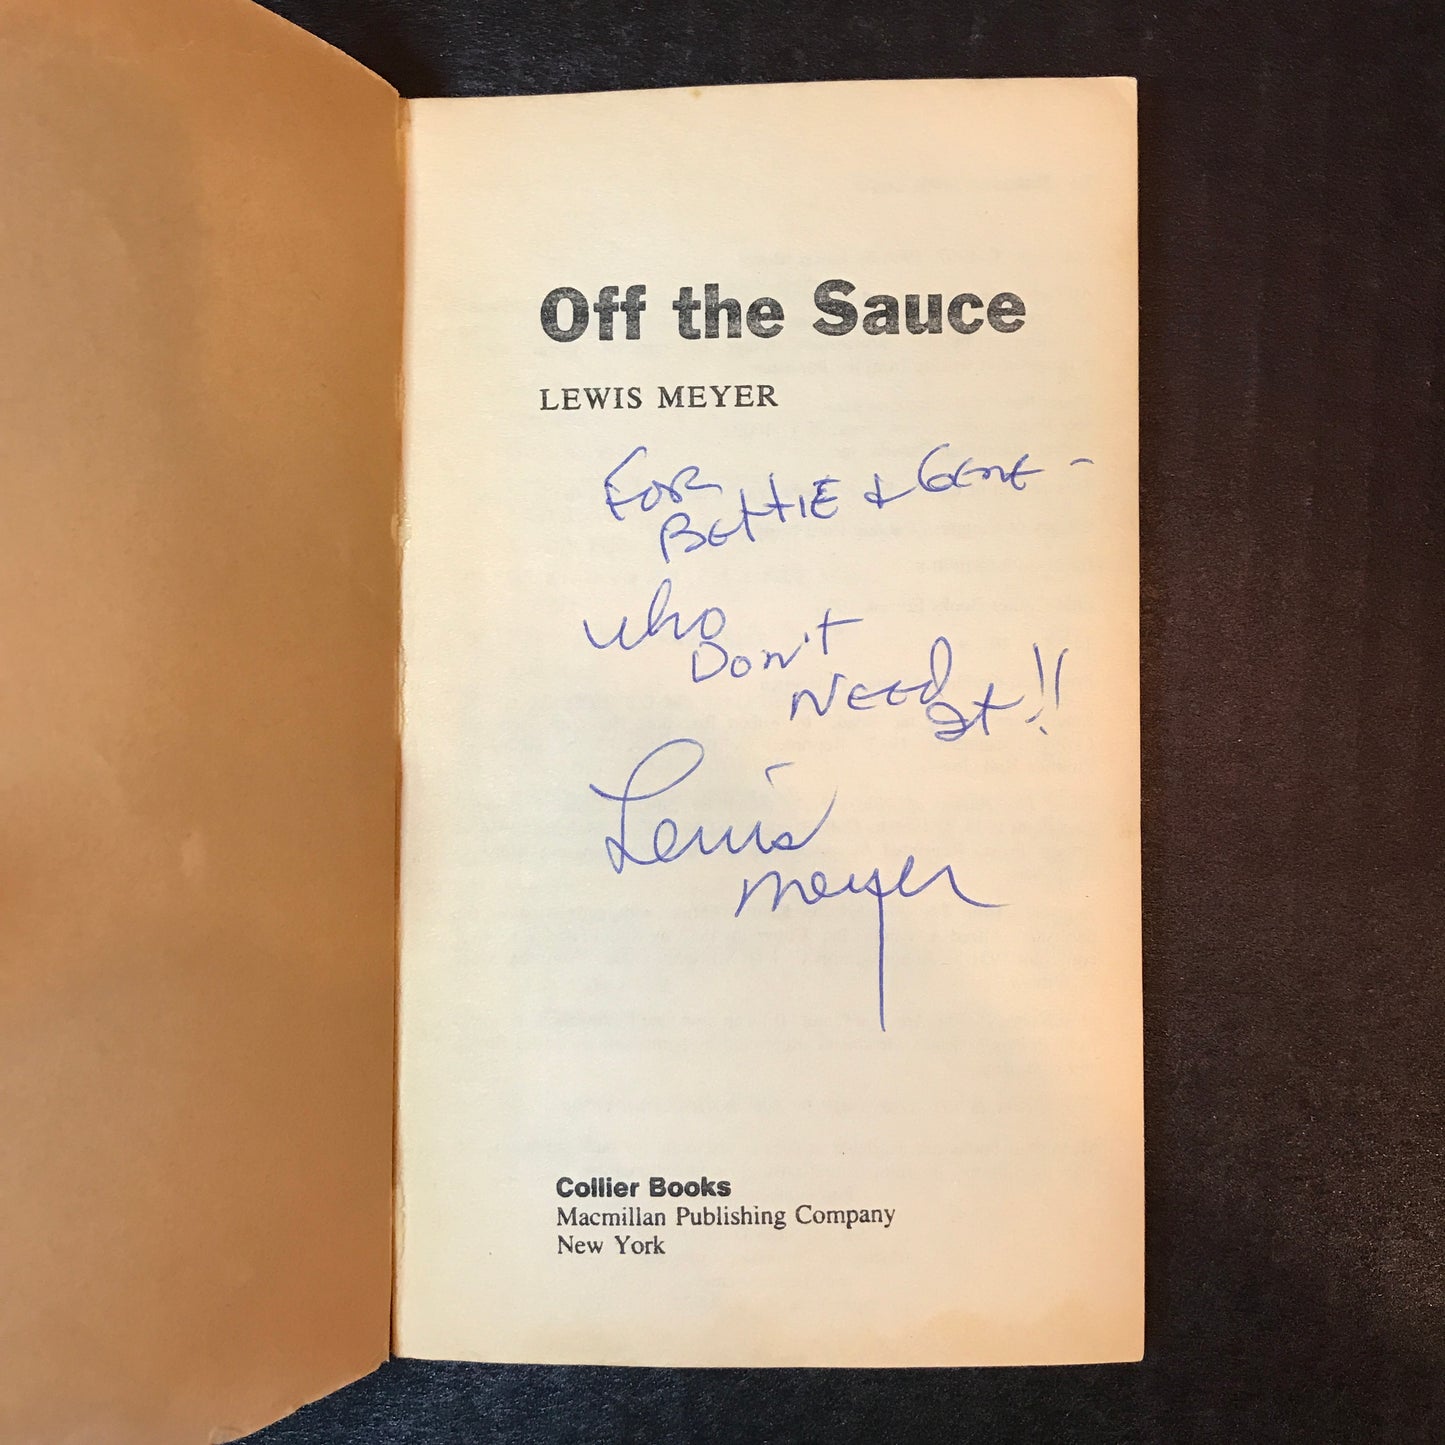 Off the Sauce
LEWIS MEYER
FOR
BETTIE & GENE -
who
DON'T
NEED
It!!
Lewis
Meyer
Collier Books
Macmillan Publishing Company
New York